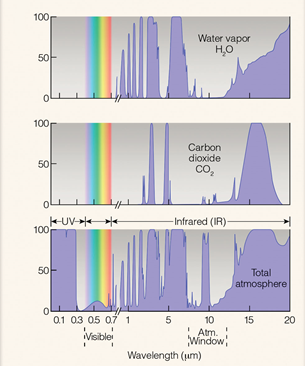 100
50
0
Water vapor
H2O
100
50
0
Carbon
dioxide
CO2
UV
Infrared (IR)
100
50
0
Total
atmosphere
0.1 0.3 0.5 0.7 1 5 10 15 20
Visible
Atm.
Window
Wavelength (μm)